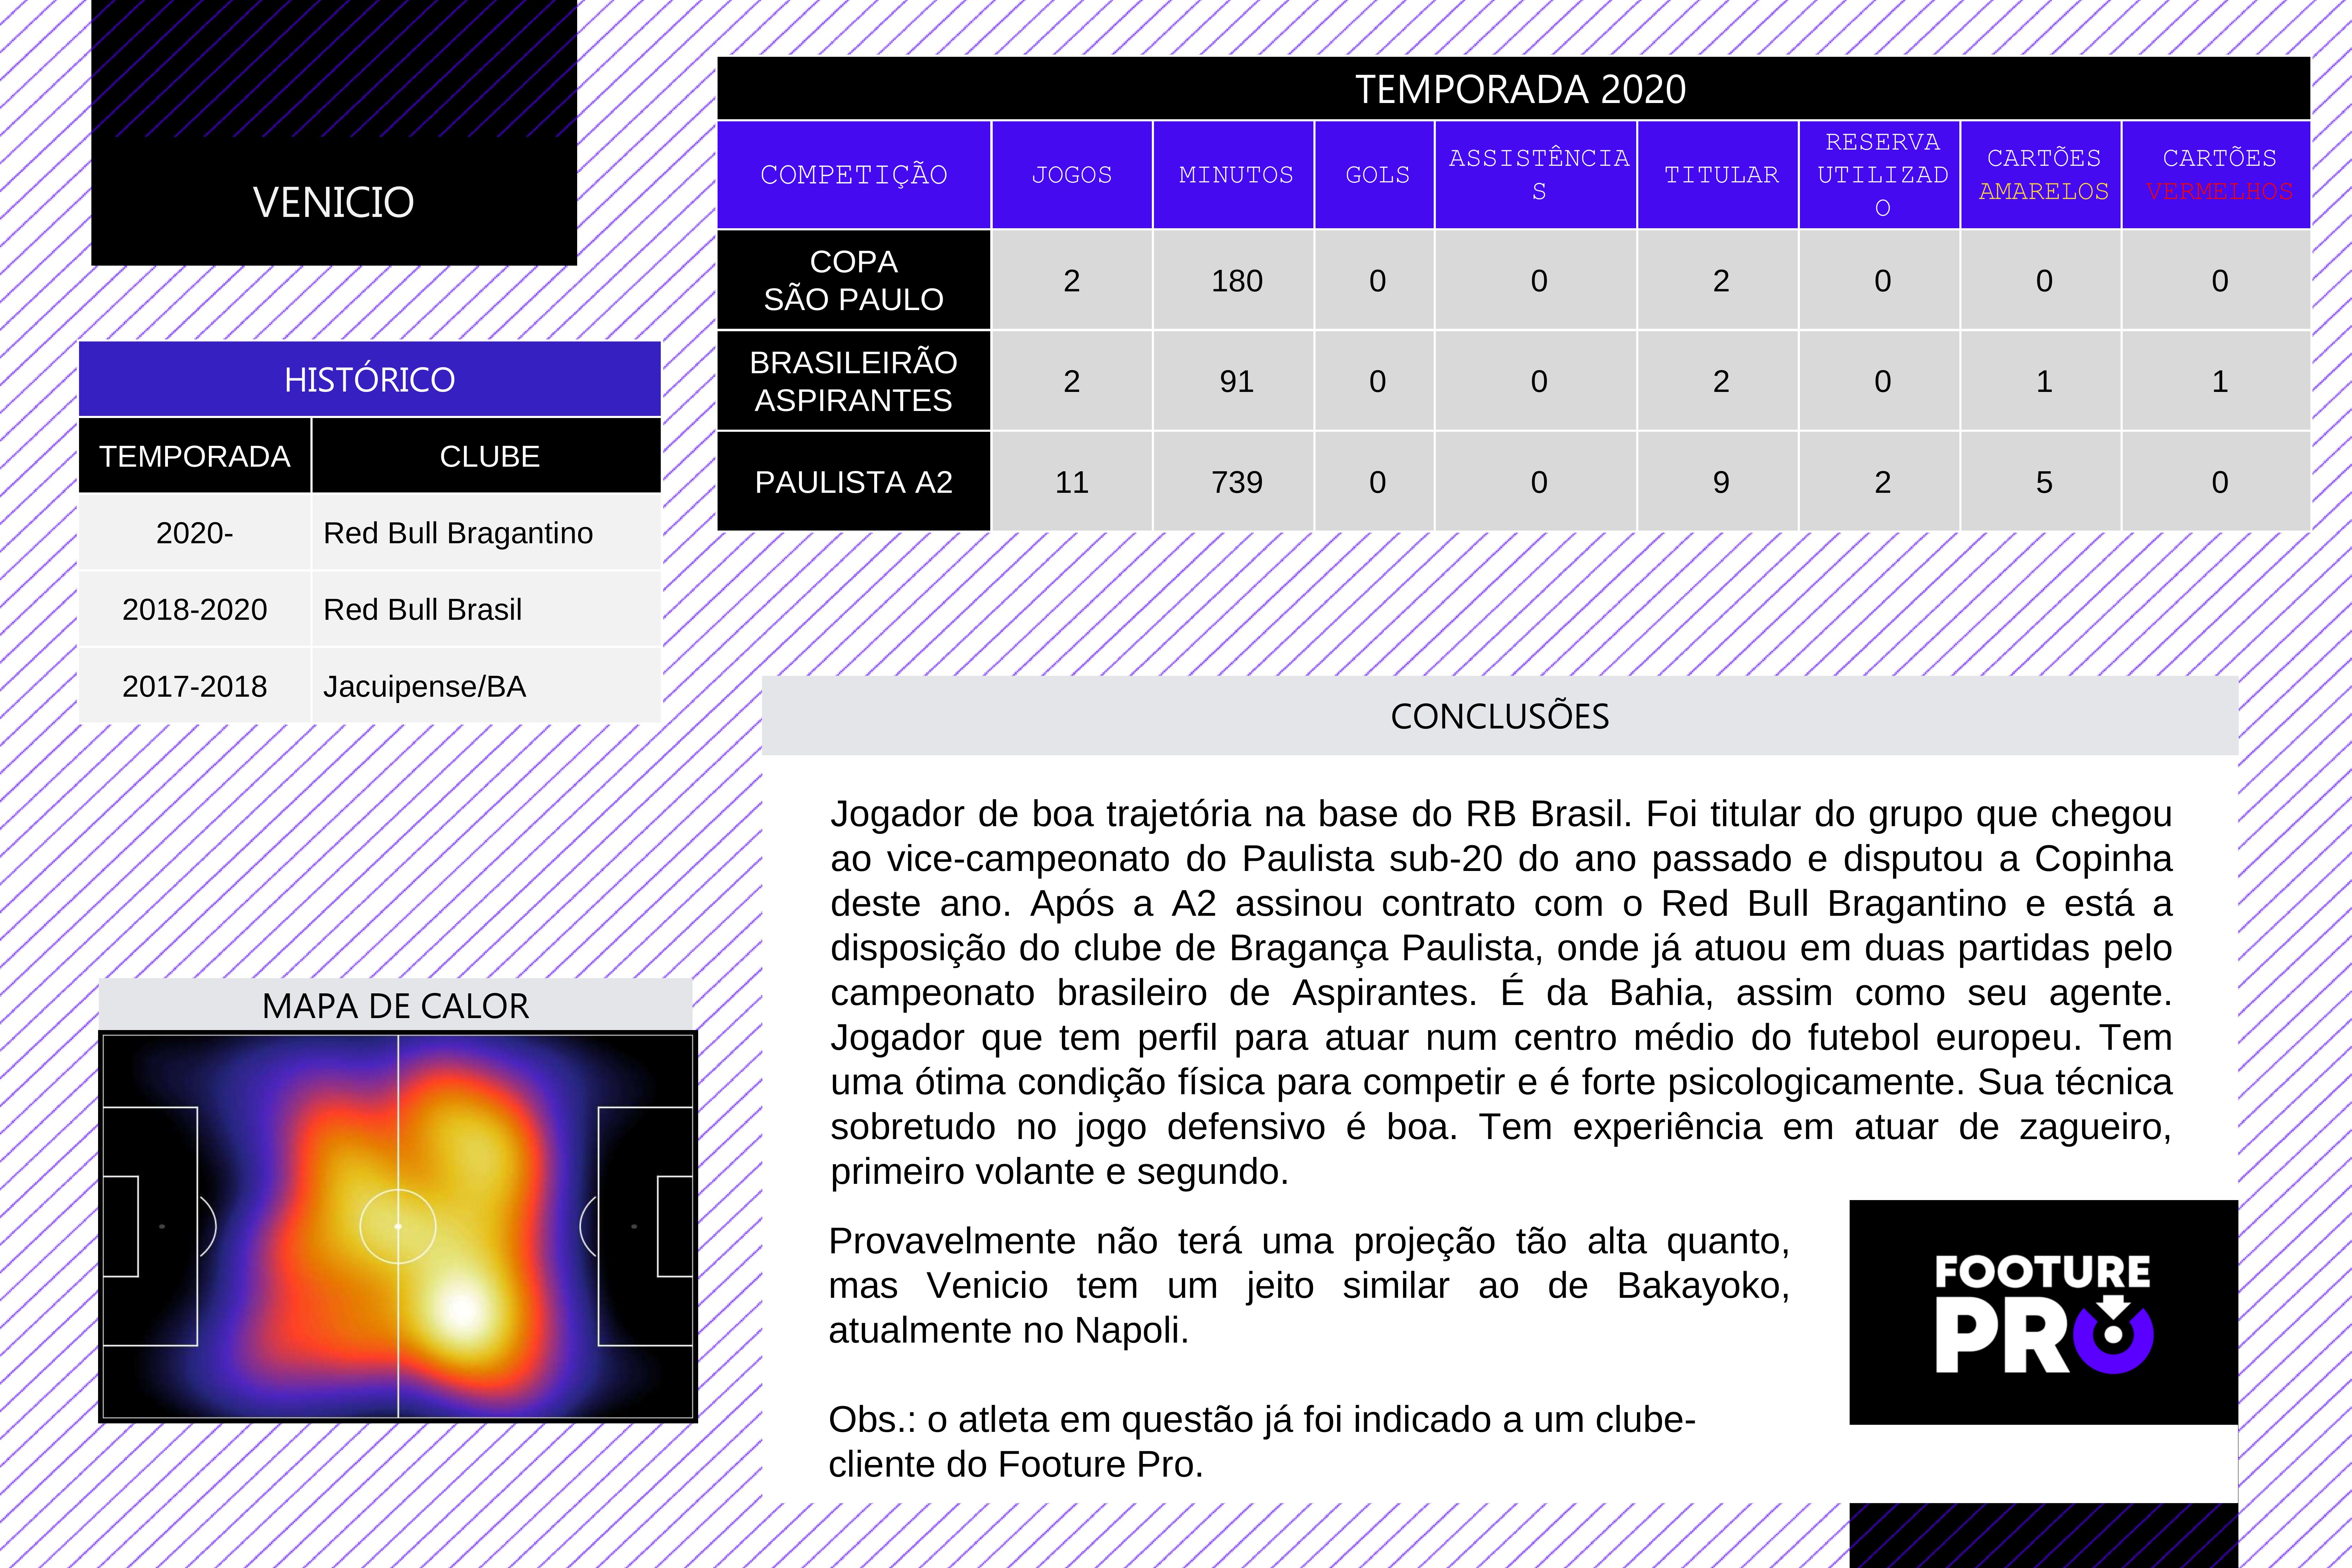 VENICIO
TEMPORADA 2020
COMPETIÇÃO JOGOS MINUTOS GOLS ASSISTÊNCIA
S TITULAR RESERVA
UTILIZAD
O CARTÕES
AMARELOS CARTÕES
VERMELHOS
COPA
SÃO PAULO 2 180 0 0 2 0 0 0
BRASILEIRÃO
ASPIRANTES 2 91 0 0 2 0 1 1
PAULISTA A2 11 739 0 0 9 2 5 0
HISTÓRICO
TEMPORADA CLUBE
2020- Red Bull Bragantino
2018-2020 Red Bull Brasil
2017-2018 Jacuipense/BA
MAPA DE CALOR
CONCLUSÕES
Jogador de boa trajetória na base do RB Brasil. Foi titular do grupo que chegou
ao vice-campeonato do Paulista sub-20 do ano passado e disputou a Copinha
deste ano. Após a A2 assinou contrato com o Red Bull Bragantino e está a
disposição do clube de Bragança Paulista, onde já atuou em duas partidas pelo
campeonato brasileiro de Aspirantes. É da Bahia, assim como seu agente.
Jogador que tem perfil para atuar num centro médio do futebol europeu. Tem
uma ótima condição física para competir e é forte psicologicamente. Sua técnica
sobretudo no jogo defensivo é boa. Tem experiência em atuar de zagueiro,
primeiro volante e segundo.
Provavelmente não terá uma projeção tão alta quanto,
mas Venicio tem um jeito similar ao de Bakayoko,
atualmente no Napoli.
Obs.: o atleta em questão já foi indicado a um clube-
cliente do Footure Pro.
FOOTURE
PRO